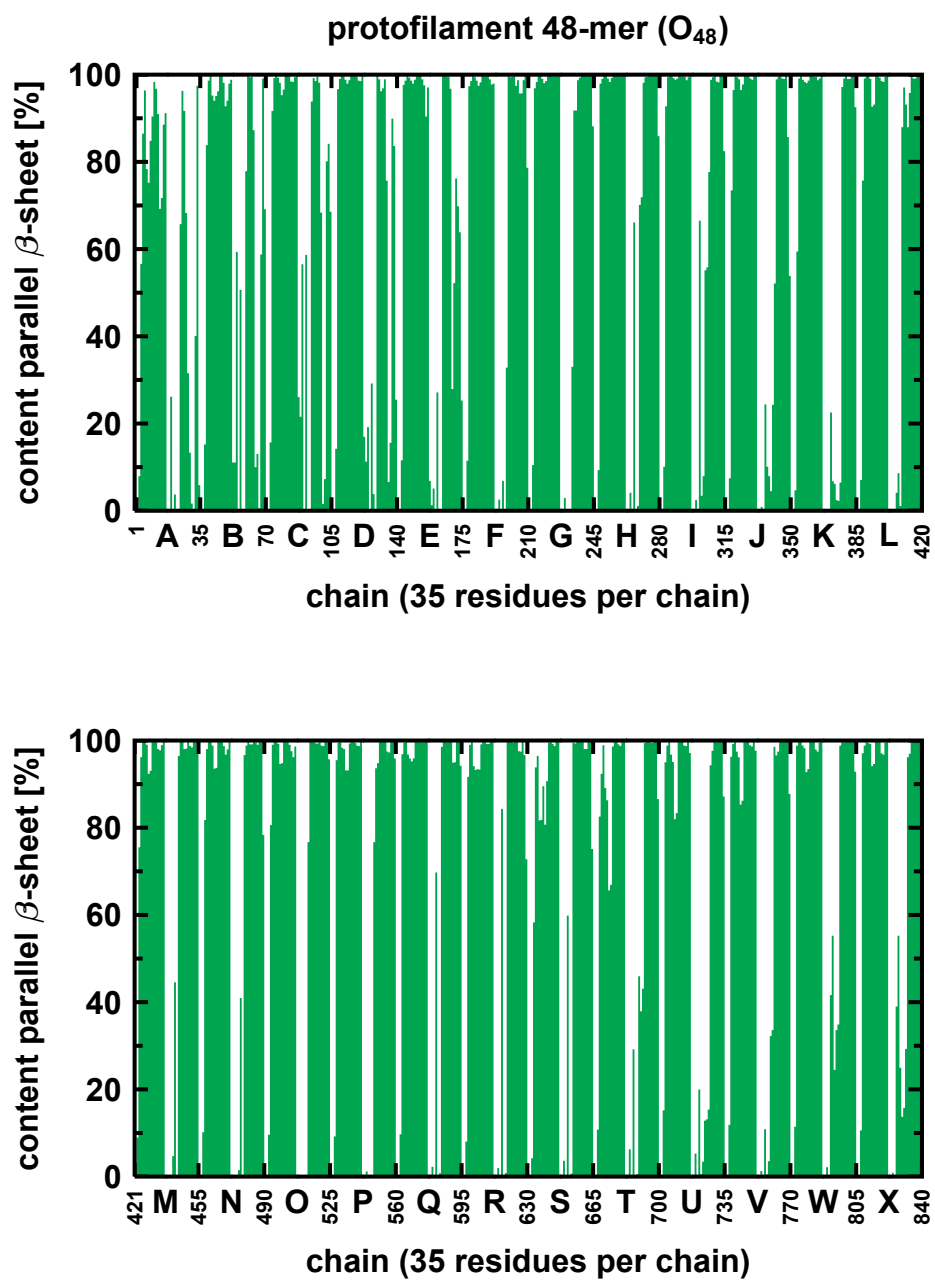 protofilament 48-mer (O₄₈)
content parallel β-sheet [%]
100
80
60
40
20
0
1 A 35 B 70 C 105 D 140 E 175 F 210 G 245 H 280 I 315 J 350 K 385 L 420
chain (35 residues per chain)
content parallel β-sheet [%]
100
80
60
40
20
0
421 M 455 N 490 O 525 P 560 Q 595 R 630 S 665 T 700 U 735 V 770 W 805 X 840
chain (35 residues per chain)